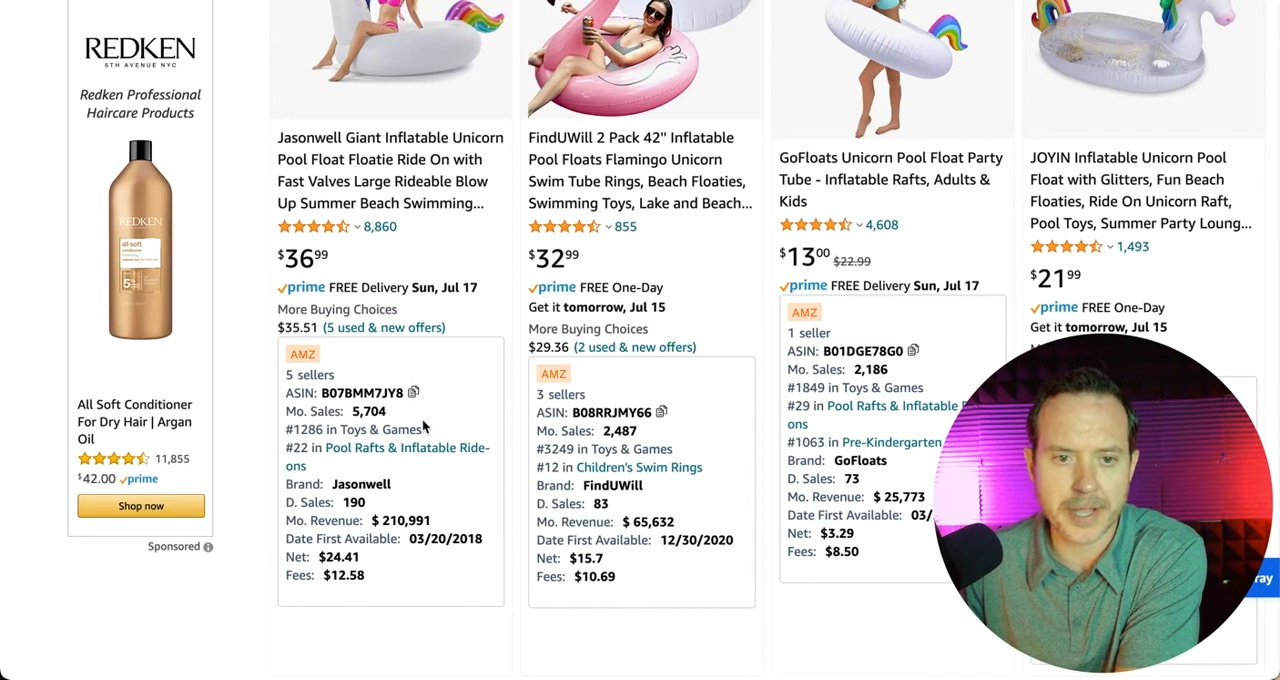 REDKEN
5TH AVENUE NYC
Redken Professional
Haircare Products
REDKEN
all soft
All Soft Conditioner
For Dry Hair | Argan
Oil
11,855
$42.00 prime
Shop now
Sponsored
Jasonwell Giant Inflatable Unicorn
Pool Float Floatie Ride On with
Fast Valves Large Rideable Blow
Up Summer Beach Swimming...
8,860
$36.99
prime FREE Delivery Sun, Jul 17
More Buying Choices
$35.51 (5 used & new offers)
AMZ
5 sellers
ASIN: B07BMM7JY8
Mo. Sales: 5,704
#1286 in Toys & Games
#22 in Pool Rafts & Inflatable Ride-
ons
Brand: Jasonwell
D. Sales: 190
Mo. Revenue: $ 210,991
Date First Available: 03/20/2018
Net: $24.41
Fees: $12.58
FindUWill 2 Pack 42" Inflatable
Pool Floats Flamingo Unicorn
Swim Tube Rings, Beach Floaties,
Swimming Toys, Lake and Beach...
855
$32.99
prime FREE One-Day
Get it tomorrow, Jul 15
More Buying Choices
$29.36 (2 used & new offers)
AMZ
3 sellers
ASIN: B08RRJMY66
Mo. Sales: 2,487
#3249 in Toys & Games
#12 in Children's Swim Rings
Brand: FindUWill
D. Sales: 83
Mo. Revenue: $ 65,632
Date First Available: 12/30/2020
Net: $15.7
Fees: $10.69
GoFloats Unicorn Pool Float Party
Tube - Inflatable Rafts, Adults &
Kids
4,608
$13.00 $22.99
prime FREE Delivery Sun, Jul 17
AMZ
1 seller
ASIN: B01DGE78G0
Mo. Sales: 2,186
#1849 in Toys & Games
#29 in Pool Rafts & Inflatable
ons
#1063 in Pre-Kindergarten
Brand: GoFloats
D. Sales: 73
Mo. Revenue: $ 25,773
Date First Available: 03/
Net: $3.29
Fees: $8.50
JOYIN Inflatable Unicorn Pool
Float with Glitters, Fun Beach
Floaties, Ride On Unicorn Raft,
Pool Toys, Summer Party Loung...
1,493
$21.99
prime FREE One-Day
Get it tomorrow, Jul 15
ray